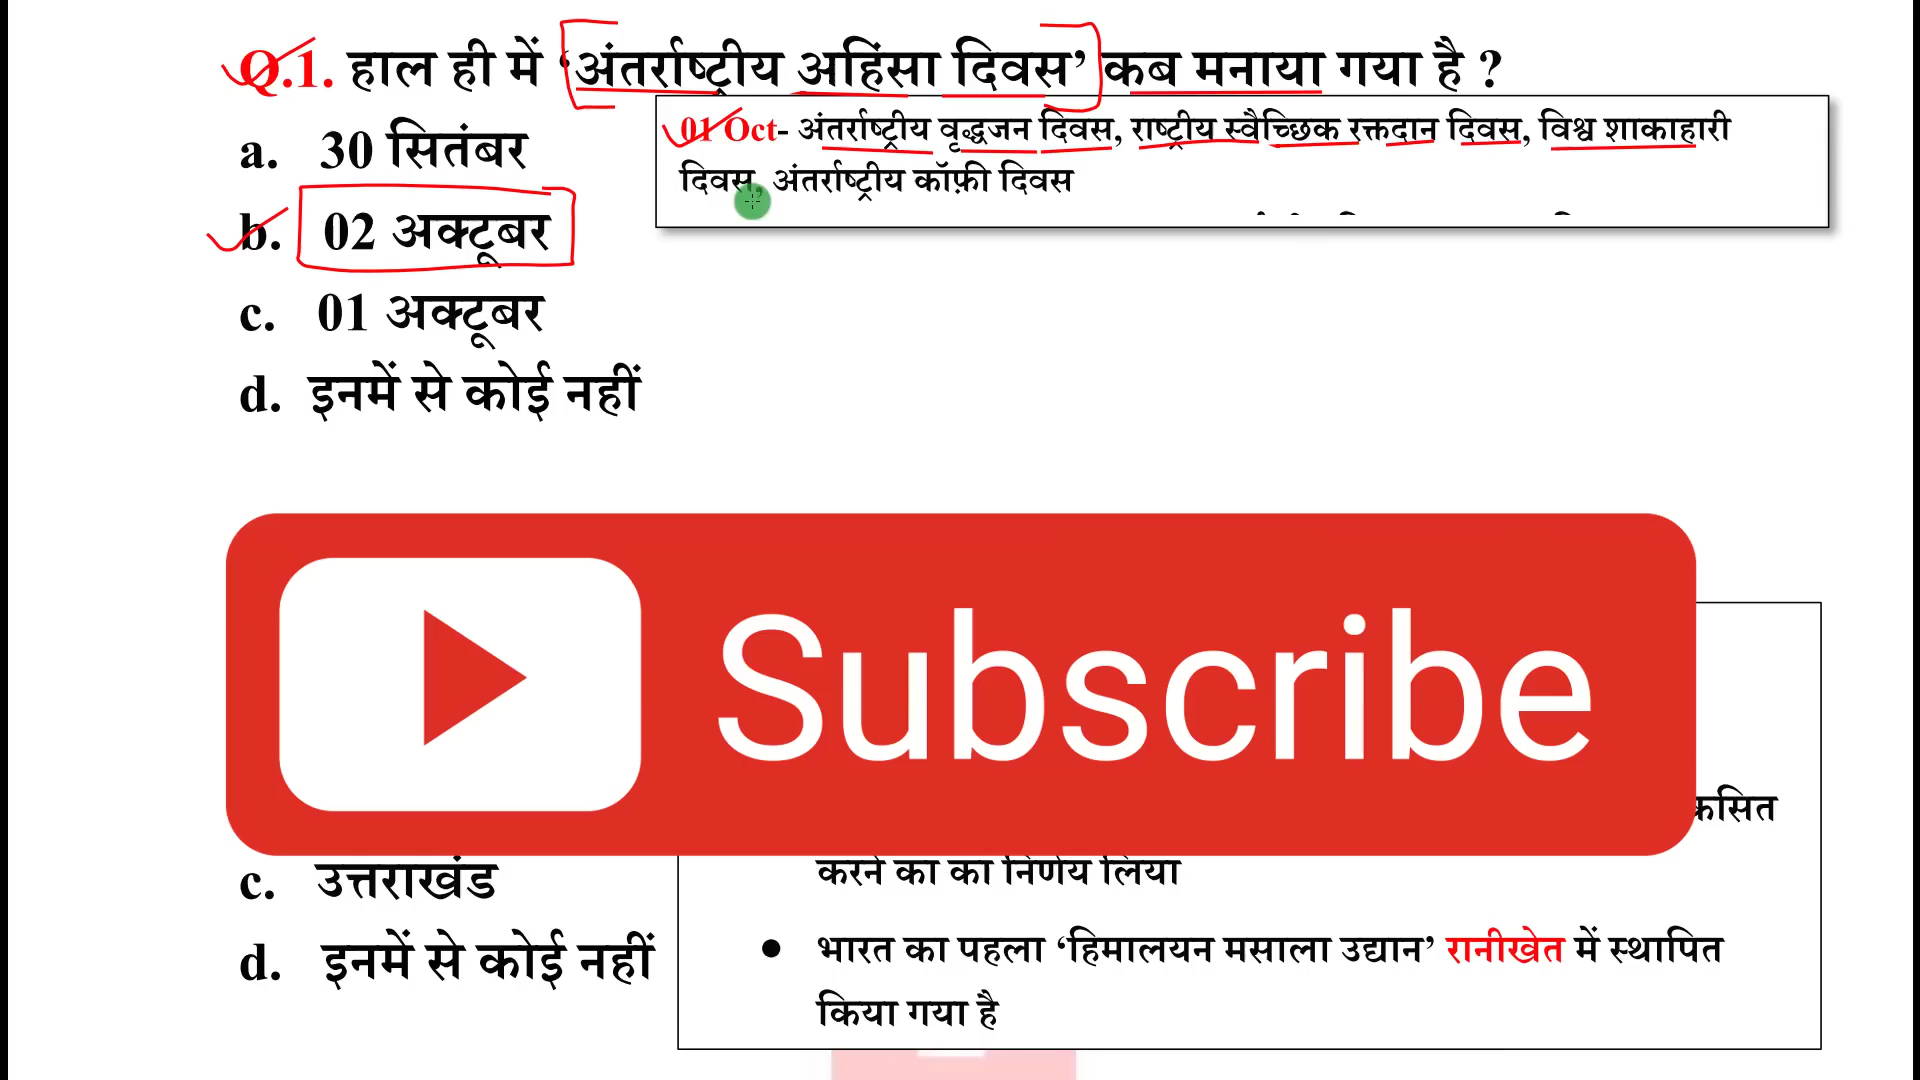 Q.1. हाल ही में ‘अंतर्राष्ट्रीय अहिंसा दिवस’ कब मनाया गया है ?
a. 30 सितंबर
b. 02 अक्टूबर
c. 01 अक्टूबर
d. इनमें से कोई नहीं
01 Oct- अंतर्राष्ट्रीय वृद्धजन दिवस, राष्ट्रीय स्वैच्छिक रक्तदान दिवस, विश्व शाकाहारी
दिवस, अंतर्राष्ट्रीय कॉफ़ी दिवस
Subscribe
c. उत्तराखंड
d. इनमें से कोई नहीं
करने का का निर्णय लिया
● भारत का पहला ‘हिमालयन मसाला उद्यान’ रानीखेत में स्थापित
किया गया है